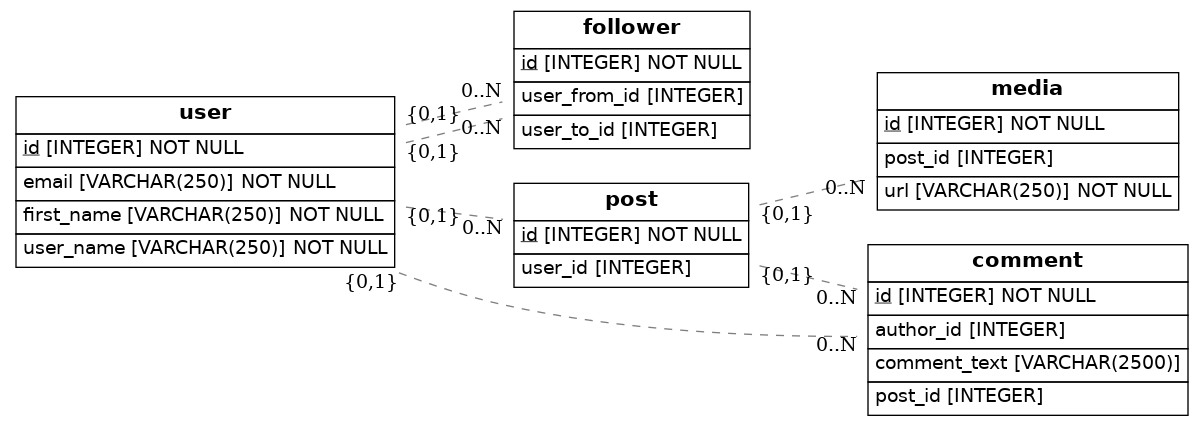 user
id [INTEGER] NOT NULL
email [VARCHAR(250)] NOT NULL
first_name [VARCHAR(250)] NOT NULL
user_name [VARCHAR(250)] NOT NULL
{0,1}
0..N
{0,1}
0..N
{0,1}
0..N
{0,1}
0..N
follower
id [INTEGER] NOT NULL
user_from_id [INTEGER]
user_to_id [INTEGER]
post
id [INTEGER] NOT NULL
user_id [INTEGER]
{0,1}
0..N
{0,1}
0..N
media
id [INTEGER] NOT NULL
post_id [INTEGER]
url [VARCHAR(250)] NOT NULL
comment
id [INTEGER] NOT NULL
author_id [INTEGER]
comment_text [VARCHAR(2500)]
post_id [INTEGER]